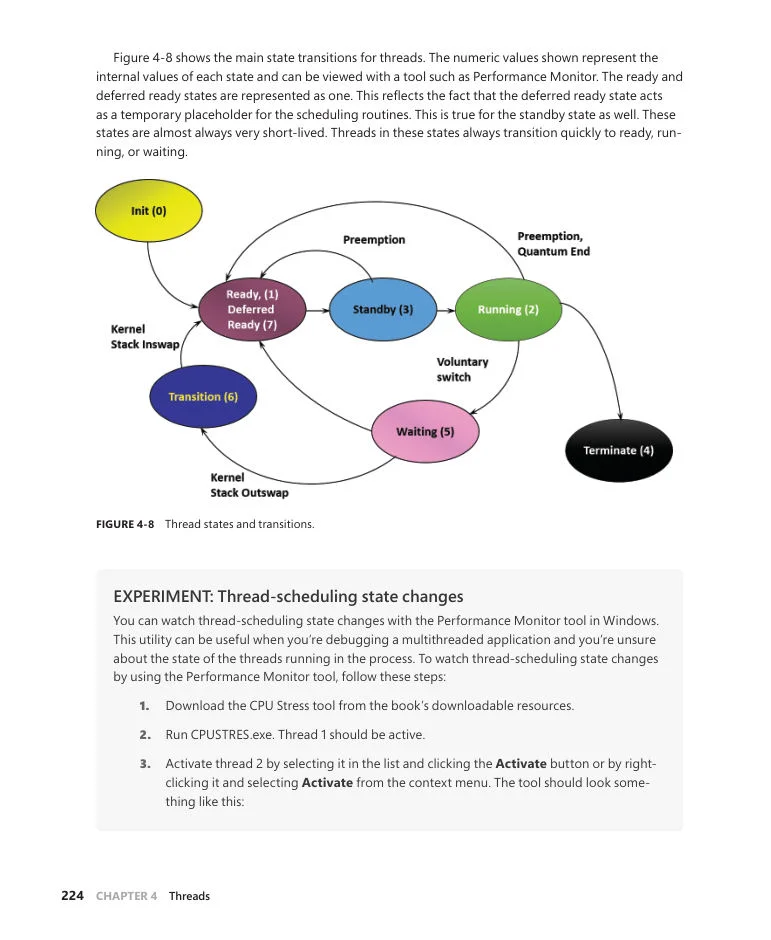 Figure 4-8 shows the main state transitions for threads. The numeric values shown represent the
internal values of each state and can be viewed with a tool such as Performance Monitor. The ready and
deferred ready states are represented as one. This reflects the fact that the deferred ready state acts
as a temporary placeholder for the scheduling routines. This is true for the standby state as well. These
states are almost always very short-lived. Threads in these states always transition quickly to ready, run-
ning, or waiting.
Init (0)
Preemption
Preemption,
Quantum End
Ready, (1)
Deferred
Ready (7)
Standby (3)
Running (2)
Kernel
Stack Inswap
Voluntary
switch
Transition (6)
Waiting (5)
Terminate (4)
Kernel
Stack Outswap
FIGURE 4-8 Thread states and transitions.
EXPERIMENT: Thread-scheduling state changes
You can watch thread-scheduling state changes with the Performance Monitor tool in Windows.
This utility can be useful when you’re debugging a multithreaded application and you’re unsure
about the state of the threads running in the process. To watch thread-scheduling state changes
by using the Performance Monitor tool, follow these steps:
1. Download the CPU Stress tool from the book’s downloadable resources.
2. Run CPUSTRES.exe. Thread 1 should be active.
3. Activate thread 2 by selecting it in the list and clicking the Activate button or by right-
clicking it and selecting Activate from the context menu. The tool should look some-
thing like this:
224 CHAPTER 4 Threads